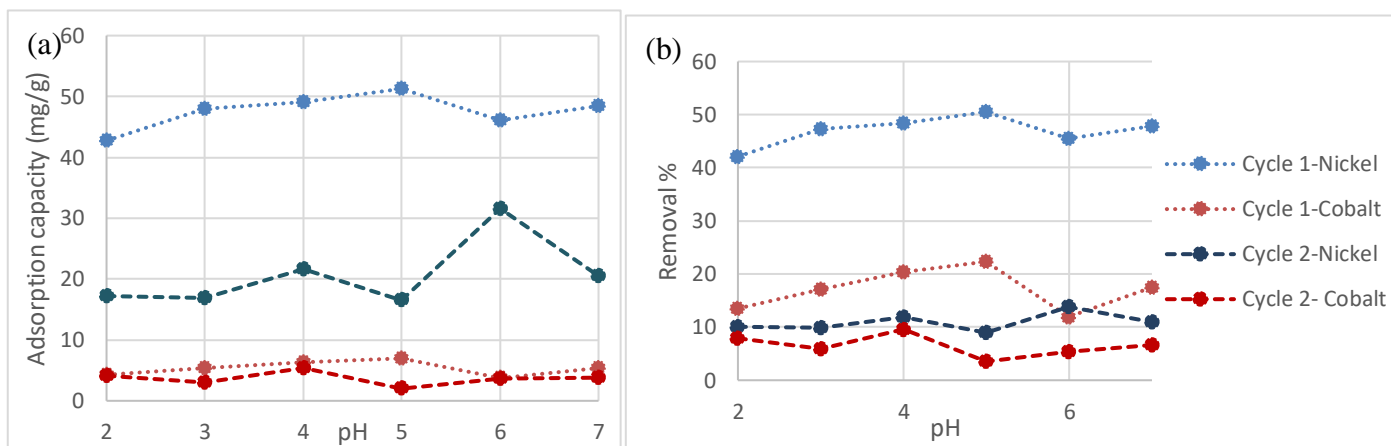 (a)
Adsorption capacity (mg/g)
60
50
40
30
20
10
0
2 3 4 5 6 7
pH
(b)
Removal %
60
50
40
30
20
10
0
2 4 6
pH
Cycle 1-Nickel
Cycle 1-Cobalt
Cycle 2-Nickel
Cycle 2- Cobalt